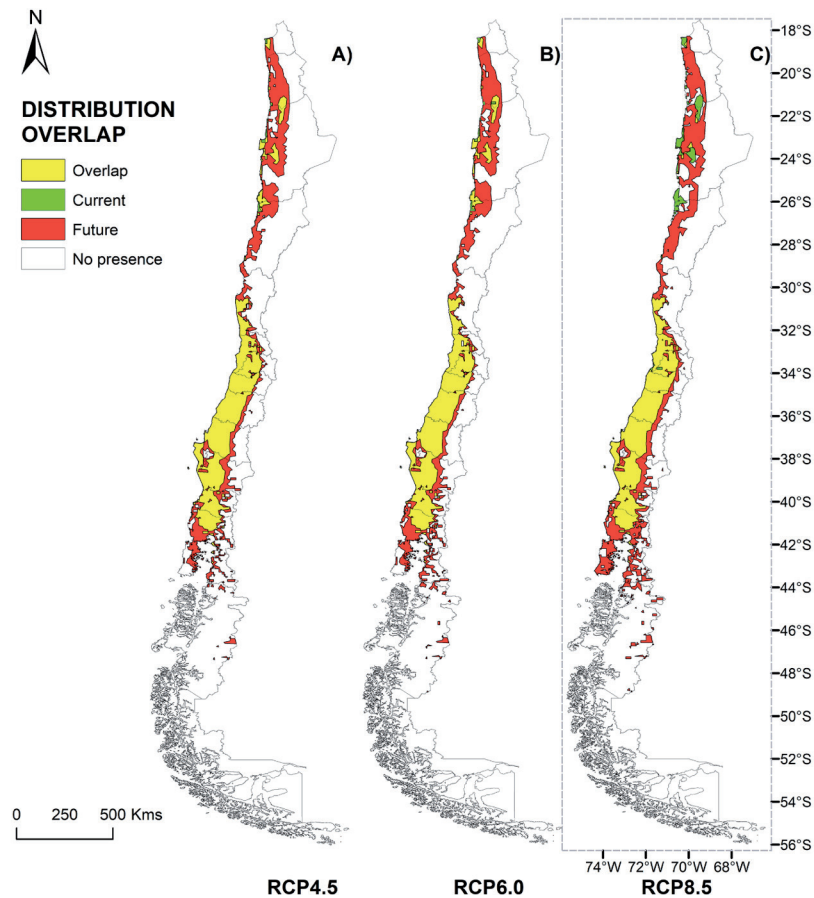 N
A)
B)
C)
DISTRIBUTION
OVERLAP
Overlap
Current
Future
No presence
18°S
20°S
22°S
24°S
26°S
28°S
30°S
32°S
34°S
36°S
38°S
40°S
42°S
44°S
46°S
48°S
50°S
52°S
54°S
56°S
0 250 500 Kms
74°W 72°W 70°W 68°W
RCP4.5 RCP6.0 RCP8.5